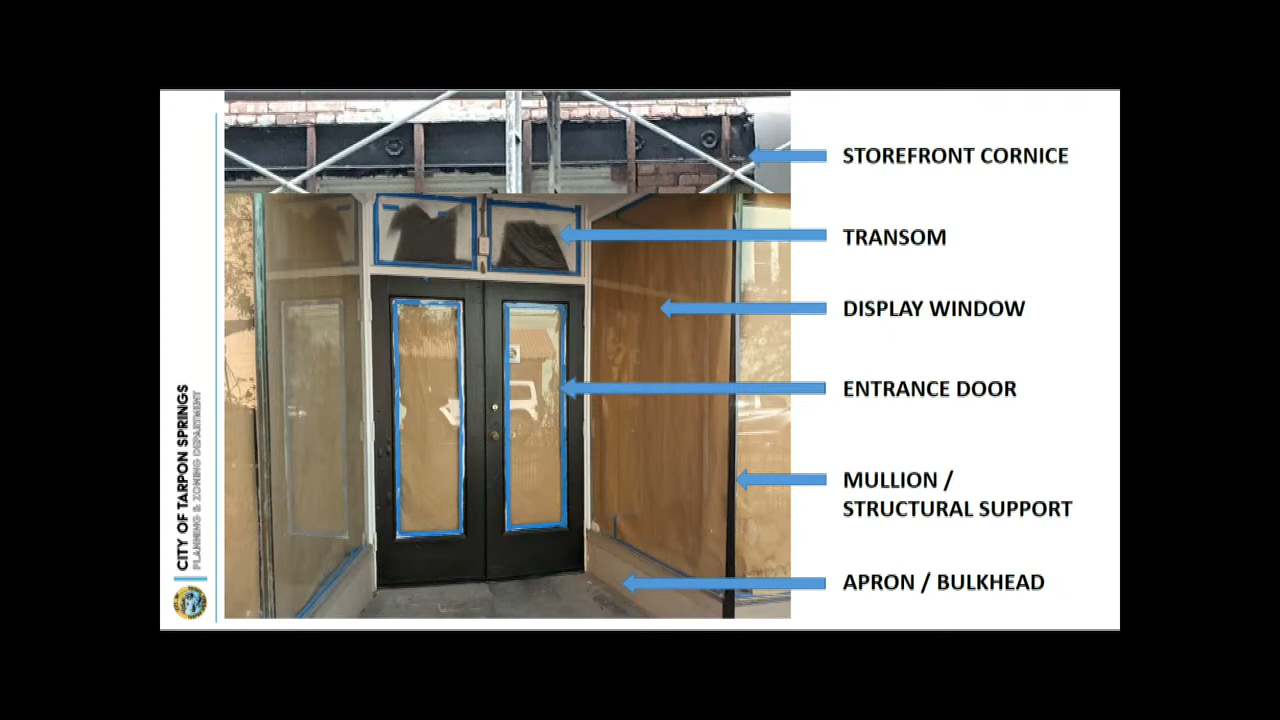 STOREFRONT CORNICE
TRANSOM
DISPLAY WINDOW
ENTRANCE DOOR
MULLION /
STRUCTURAL SUPPORT
APRON / BULKHEAD
CITY OF TARPON SPRINGS
PLANNING & ZONING DEPARTMENT